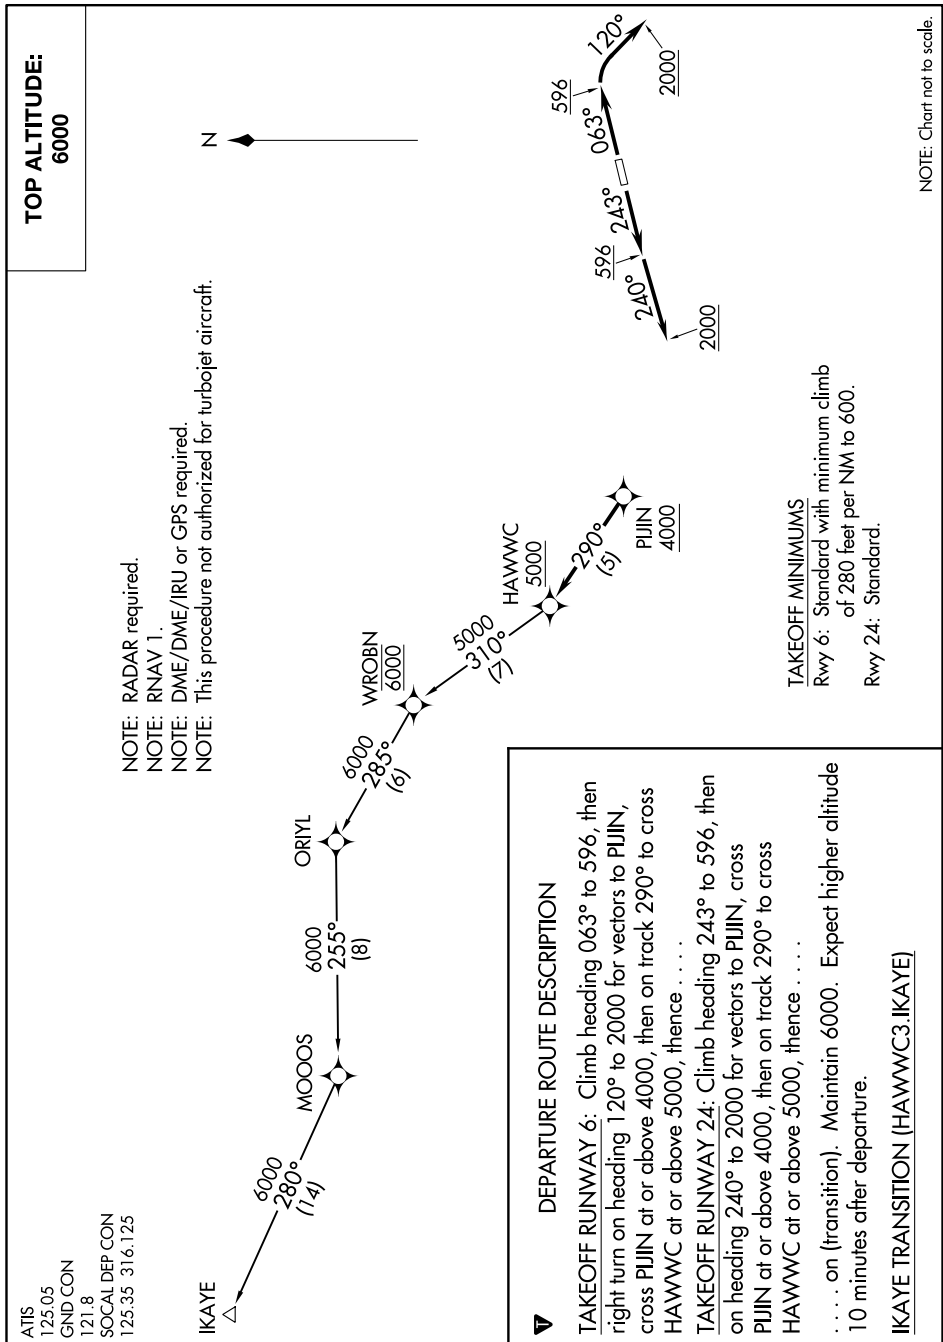 ATIS
125.05
GND CON
121.8
SOCAL DEP CON
125.35 316.125
TOP ALTITUDE:
6000
NOTE: RADAR required.
NOTE: RNAV 1.
NOTE: DME/DME/IRU or GPS required.
NOTE: This procedure not authorized for turbojet aircraft.
N
IKAYE
6000
280°
(14)
MOOOS
6000
255°
(8)
ORIYL
6000
285°
(6)
WROBN
6000
5000
310°
(7)
HAWWC
5000
290°
(5)
PIJIN
4000
2000
240°
596
243°
063°
596
120°
2000
TAKEOFF MINIMUMS
Rwy 6: Standard with minimum climb
of 280 feet per NM to 600.
Rwy 24: Standard.
NOTE: Chart not to scale.
T
DEPARTURE ROUTE DESCRIPTION
TAKEOFF RUNWAY 6: Climb heading 063° to 596, then
right turn on heading 120° to 2000 for vectors to PIJIN,
cross PIJIN at or above 4000, then on track 290° to cross
HAWWC at or above 5000, thence . . . .
TAKEOFF RUNWAY 24: Climb heading 243° to 596, then
on heading 240° to 2000 for vectors to PIJIN, cross
PIJIN at or above 4000, then on track 290° to cross
HAWWC at or above 5000, thence . . . .
. . . . on (transition). Maintain 6000. Expect higher altitude
10 minutes after departure.
IKAYE TRANSITION (HAWWC3.IKAYE)